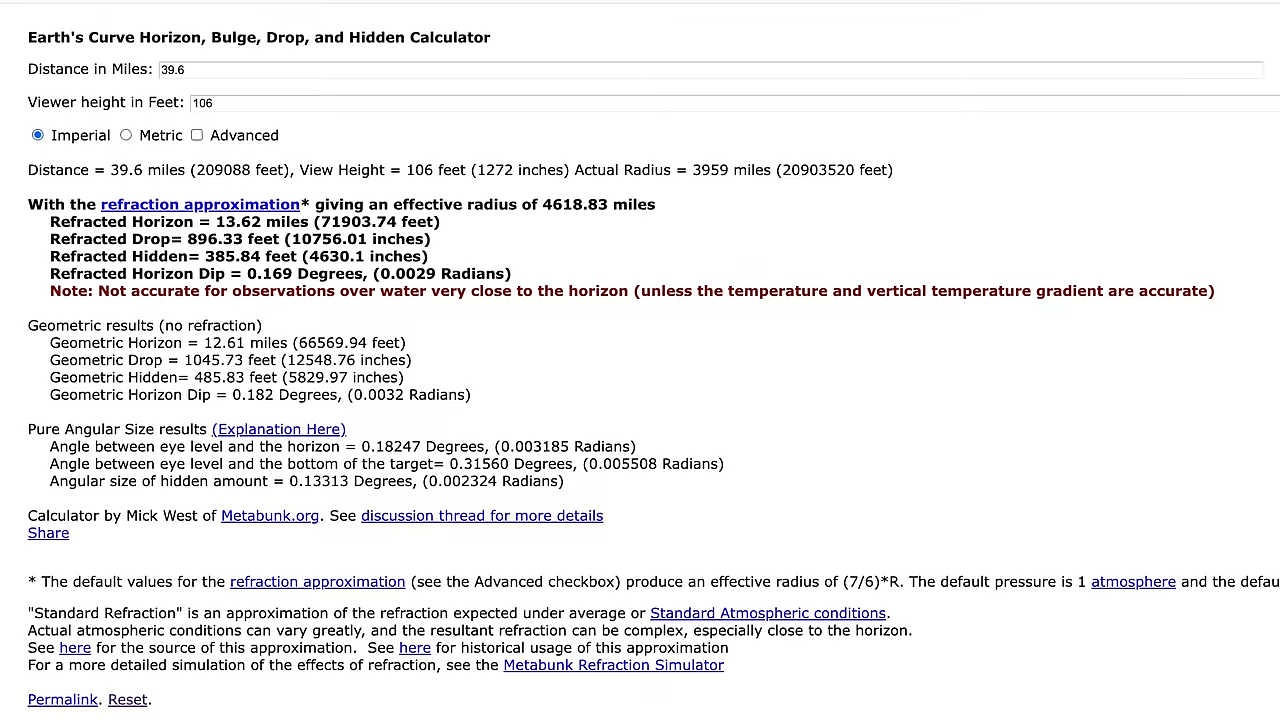 Earth's Curve Horizon, Bulge, Drop, and Hidden Calculator
Distance in Miles: 39.6
Viewer height in Feet: 106
Imperial Metric Advanced
Distance = 39.6 miles (209088 feet), View Height = 106 feet (1272 inches) Actual Radius = 3959 miles (20903520 feet)
With the refraction approximation* giving an effective radius of 4618.83 miles
Refracted Horizon = 13.62 miles (71903.74 feet)
Refracted Drop= 896.33 feet (10756.01 inches)
Refracted Hidden= 385.84 feet (4630.1 inches)
Refracted Horizon Dip = 0.169 Degrees, (0.0029 Radians)
Note: Not accurate for observations over water very close to the horizon (unless the temperature and vertical temperature gradient are accurate)
Geometric results (no refraction)
Geometric Horizon = 12.61 miles (66569.94 feet)
Geometric Drop = 1045.73 feet (12548.76 inches)
Geometric Hidden= 485.83 feet (5829.97 inches)
Geometric Horizon Dip = 0.182 Degrees, (0.0032 Radians)
Pure Angular Size results (Explanation Here)
Angle between eye level and the horizon = 0.18247 Degrees, (0.003185 Radians)
Angle between eye level and the bottom of the target= 0.31560 Degrees, (0.005508 Radians)
Angular size of hidden amount = 0.13313 Degrees, (0.002324 Radians)
Calculator by Mick West of Metabunk.org. See discussion thread for more details
Share
* The default values for the refraction approximation (see the Advanced checkbox) produce an effective radius of (7/6)*R. The default pressure is 1 atmosphere and the defau
"Standard Refraction" is an approximation of the refraction expected under average or Standard Atmospheric conditions.
Actual atmospheric conditions can vary greatly, and the resultant refraction can be complex, especially close to the horizon.
See here for the source of this approximation. See here for historical usage of this approximation
For a more detailed simulation of the effects of refraction, see the Metabunk Refraction Simulator
Permalink. Reset.